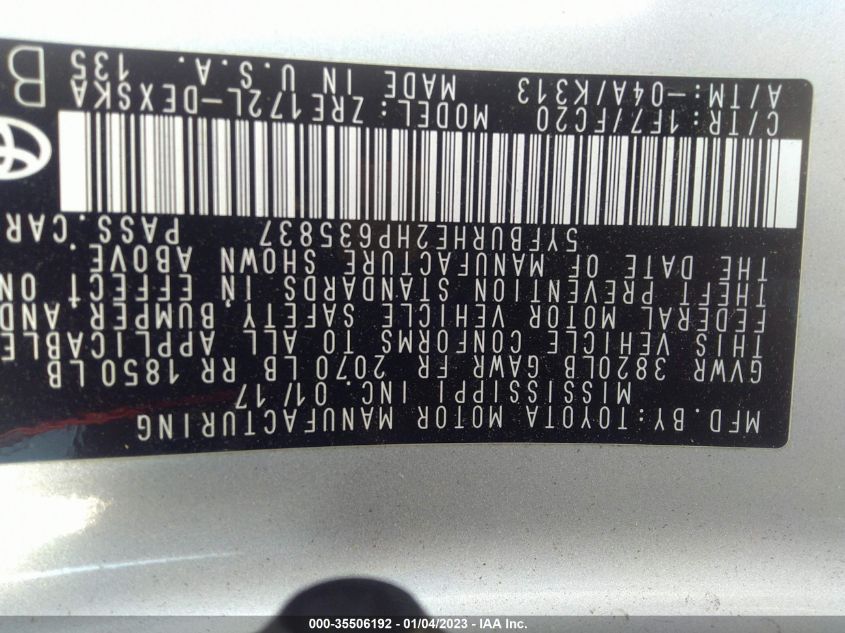 MFD. BY: TOYOTA MOTOR MANUFACTURING
MISSISSIPPI INC. 01/17
GVWR 3820LB GAWR FR 2070LB RR 1850LB
THIS VEHICLE CONFORMS TO ALL APPLICABLE
FEDERAL MOTOR VEHICLE SAFETY, BUMPER AND
THEFT PREVENTION STANDARDS IN EFFECT ON
THE DATE OF MANUFACTURE SHOWN ABOVE.
5YFBURHE2HP635837 PASS. CAR
C/TR: 1F7/FC20 MODEL: ZRE172L-DEXSKA
A/TM: -04A/K313 MADE IN U.S.A. 135
B
000-35506192 - 01/04/2023 - IAA Inc.